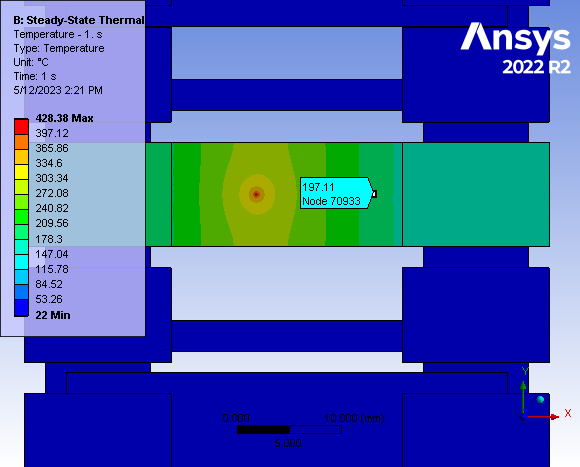 B: Steady-State Thermal
Temperature - 1. s
Type: Temperature
Unit: °C
Time: 1 s
5/12/2023 2:21 PM
428.38 Max
397.12
365.86
334.6
303.34
272.08
240.82
209.56
178.3
147.04
115.78
84.52
53.26
22 Min
Ansys
2022 R2
197.11
Node 70933
Y
X
5.000